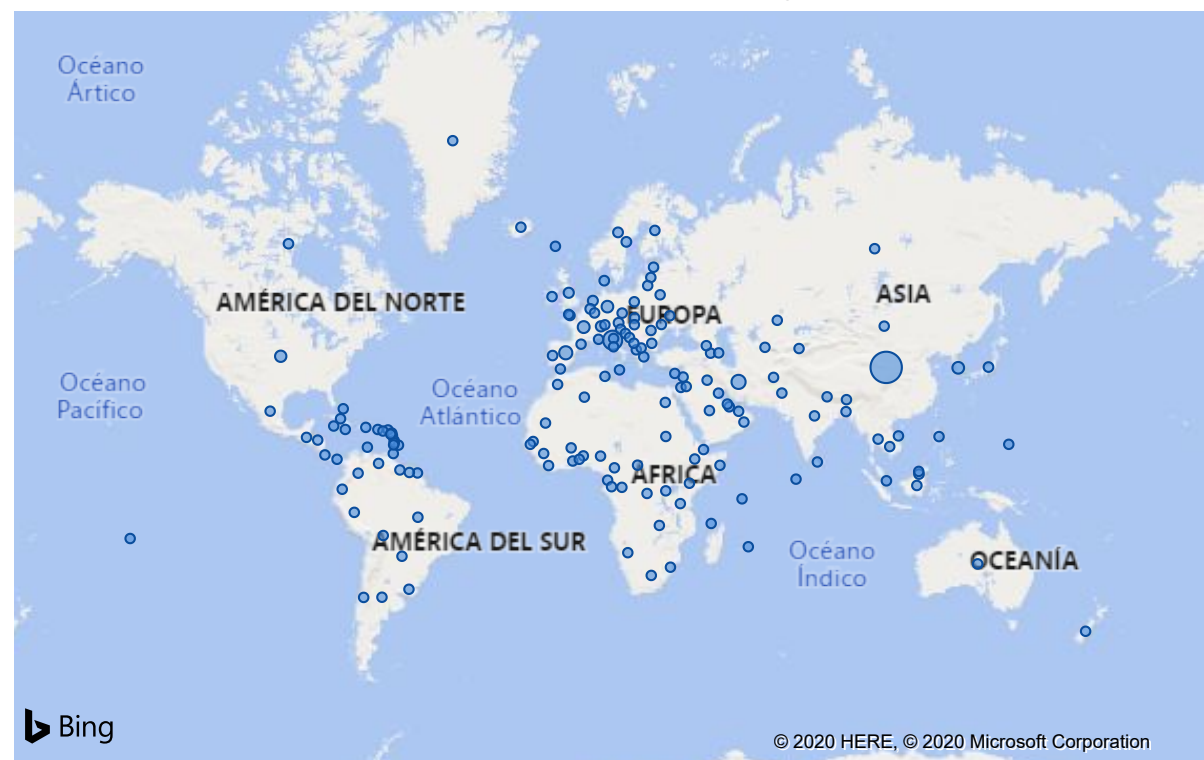 Océano
Ártico
AMÉRICA DEL NORTE
EUROPA
ASIA
Océano
Pacífico
Océano
Atlántico
AFRICA
AMÉRICA DEL SUR
Océano
Índico
OCEANÍA
Bing
© 2020 HERE, © 2020 Microsoft Corporation